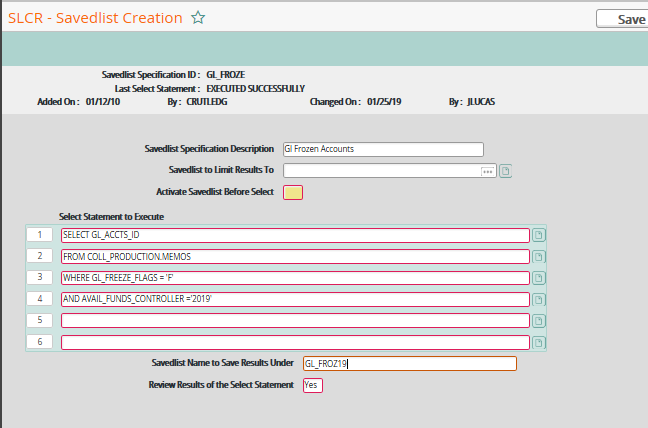 SLCR - Savedlist Creation
Save
Savedlist Specification ID : GL_FROZE
Last Select Statement : EXECUTED SUCCESSFULLY
Added On : 01/12/10 By : CRUTLEDG Changed On : 01/25/19 By : JLUCAS
Savedlist Specification Description Gl Frozen Accounts
Savedlist to Limit Results To ...
Activate Savedlist Before Select
Select Statement to Execute
1 SELECT GL_ACCTS_ID
2 FROM COLL_PRODUCTION.MEMOS
3 WHERE GL_FREEZE_FLAGS = 'F'
4 AND AVAIL_FUNDS_CONTROLLER ='2019'
5
6
Savedlist Name to Save Results Under GL_FROZ19
Review Results of the Select Statement Yes